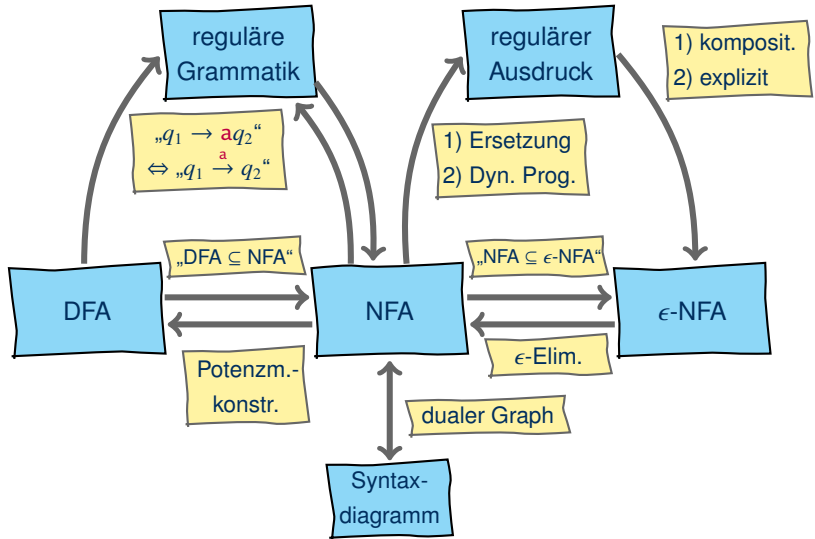 reguläre
Grammatik
regulärer
Ausdruck
1) komposit.
2) explizit
„q₁ → aq₂“
⇔ „q₁ →ᵃ q₂“
1) Ersetzung
2) Dyn. Prog.
„DFA ⊆ NFA“
„NFA ⊆ ϵ-NFA“
DFA
NFA
ϵ-NFA
Potenzm.-
konstr.
ϵ-Elim.
dualer Graph
Syntax-
diagramm